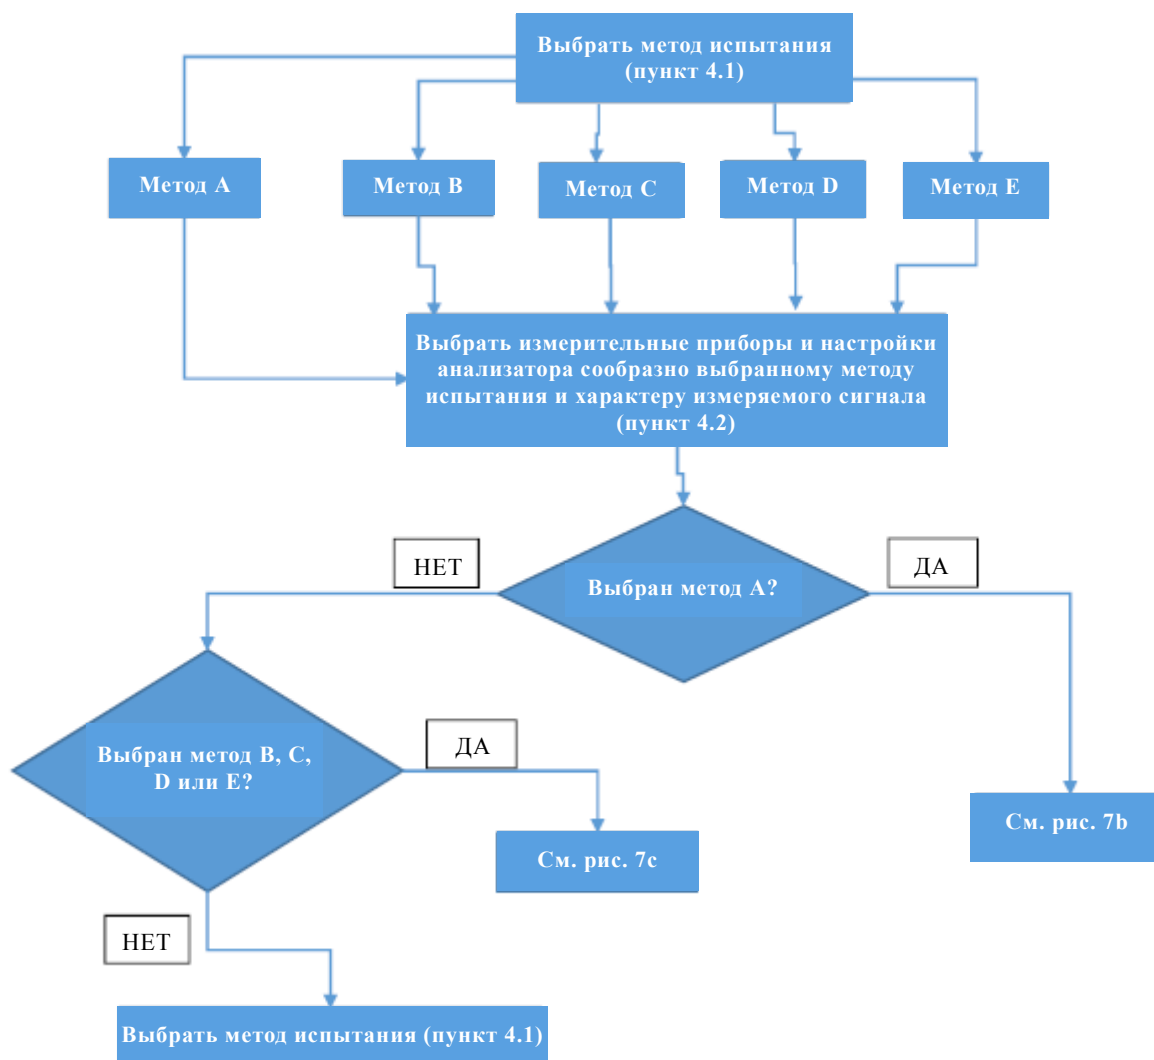 Выбрать метод испытания
(пункт 4.1)
Метод A
Метод B
Метод C
Метод D
Метод E
Выбрать измерительные приборы и настройки
анализатора сообразно выбранному методу
испытания и характеру измеряемого сигнала
(пункт 4.2)
НЕТ
ДА
Выбран метод A?
Выбран метод B, C,
D или E?
ДА
См. рис. 7b
См. рис. 7c
НЕТ
Выбрать метод испытания (пункт 4.1)